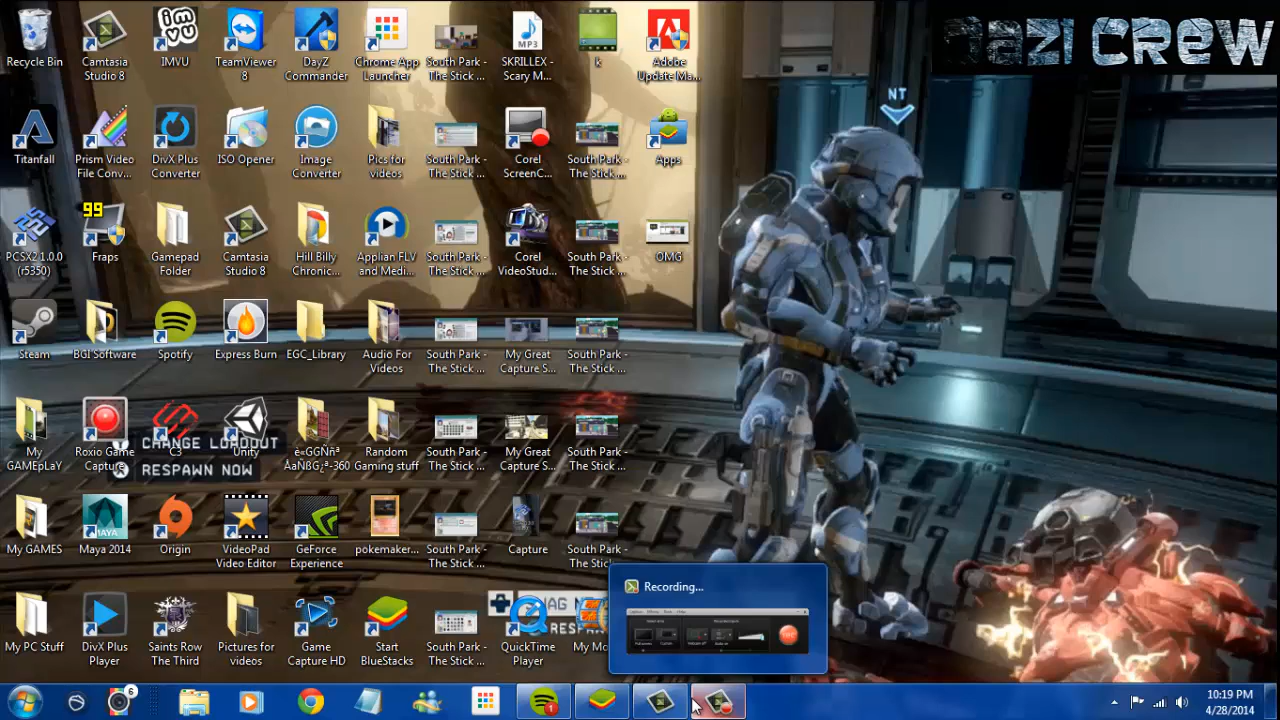 Recycle Bin
Camtasia
Studio 8
IMVU
TeamViewer
8
DayZ
Commander
Chrome App
Launcher
South Park -
The Stick ...
SKRILLEX -
Scary M...
k
Adobe
Update Ma...
Nazi Crew
NT
Titanfall
Prism Video
File Conv...
DivX Plus
Converter
ISO Opener
Image
Converter
Pics for
videos
South Park -
The Stick ...
Corel
ScreenC...
South Park -
The Stick ...
Apps
PCSX2 1.0.0
(r5350)
99
Fraps
Gamepad
Folder
Camtasia
Studio 8
Hill Billy
Chronic...
Applian FLV
and Medi...
South Park -
The Stick ...
Corel
VideoStud...
South Park -
The Stick ...
OMG
Steam
BGI Software
Spotify
Express Burn
EGC_Library
Audio For
Videos
South Park -
The Stick ...
My Great
Capture S...
South Park -
The Stick ...
My
GAMEpLaY
Roxio Game
Capture
C3
Unity
CHANGE LOADOUT
RESPAWN NOW
Random
Gaming stuff
South Park -
The Stick ...
My Great
Capture S...
South Park -
The Stick ...
My GAMES
Maya 2014
Origin
VideoPad
Video Editor
GeForce
Experience
pokemaker...
South Park -
The Stick ...
Capture
South Park -
The Stick ...
My PC Stuff
DivX Plus
Player
Saints Row
The Third
Pictures for
videos
Game
Capture HD
Start
BlueStacks
South Park -
The Stick ...
QuickTime
Player
Recording...
rec
6
1
10:19 PM
4/28/2014